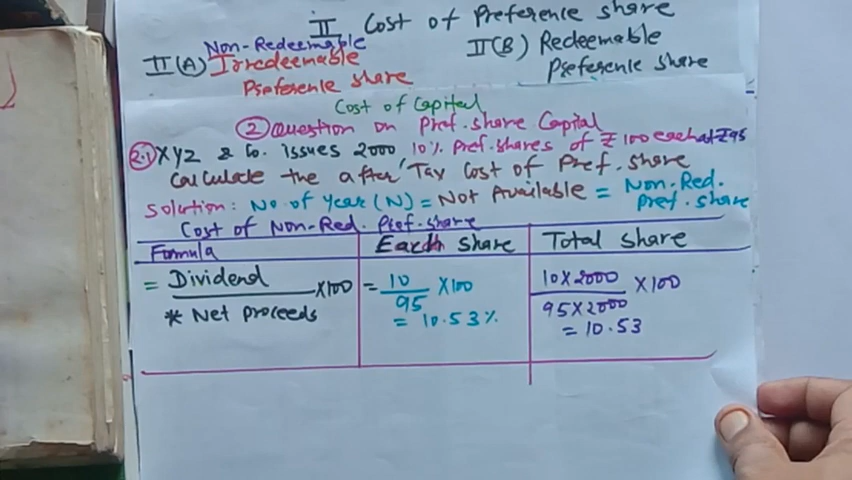 II Cost of Preference share
II(A) Non-Redeemable
Irredeemable
Preference share
II(B) Redeemable
Preference share
Cost of Capital
② Question on Pref. share Capital
2.1 XYZ & Co. issues 2000, 10% Pref. shares of ₹100 each at ₹95
Calculate the after Tax Cost of Pref. share
Solution: No of year (N) = Not Available = Non-Red.
Pref. share
Cost of Non-Red. Pref. share
Formula
Each share
Total share
= Dividend
* Net proceeds
×100
= 10
95
×100
= 10.53%
10×2000
95×2000
×100
= 10.53